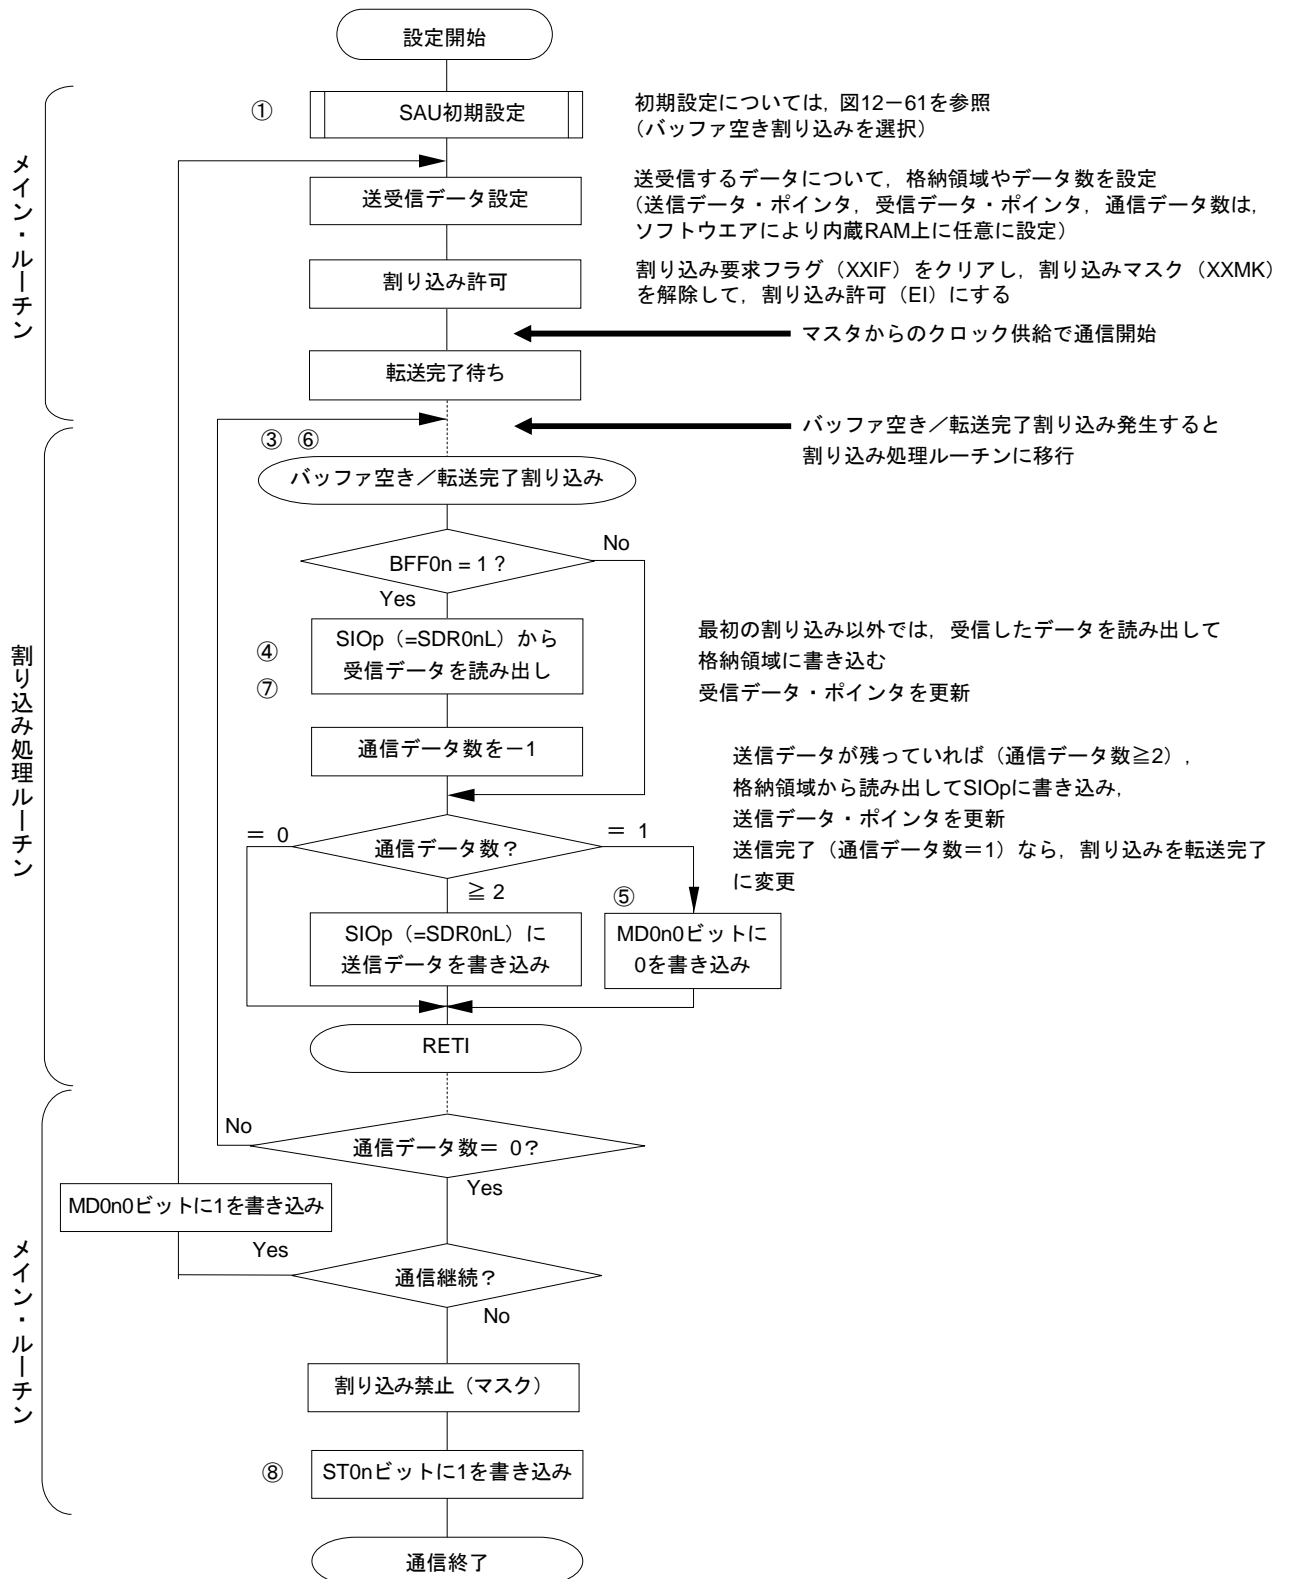 設定開始
メイン・ルーチン
①
SAU初期設定
初期設定については，図12－61を参照
（バッファ空き割り込みを選択）
送受信データ設定
送受信するデータについて，格納領域やデータ数を設定
（送信データ・ポインタ，受信データ・ポインタ，通信データ数は，
ソフトウエアにより内蔵RAM上に任意に設定）
割り込み許可
割り込み要求フラグ（XXIF）をクリアし，割り込みマスク（XXMK）
を解除して，割り込み許可（EI）にする
マスタからのクロック供給で通信開始
転送完了待ち
バッファ空き／転送完了割り込み発生すると
割り込み処理ルーチンに移行
割り込み処理ルーチン
③ ⑥
バッファ空き／転送完了割り込み
BFF0n = 1？
No
Yes
④
⑦
SIOp（=SDR0nL）から
受信データを読み出し
最初の割り込み以外では，受信したデータを読み出して
格納領域に書き込む
受信データ・ポインタを更新
通信データ数を－1
送信データが残っていれば（通信データ数≧2），
格納領域から読み出してSIOpに書き込み，
送信データ・ポインタを更新
送信完了（通信データ数＝1）なら，割り込みを転送完了
に変更
＝ 0
通信データ数？
＝ 1
≧ 2
⑤
SIOp（=SDR0nL）に
送信データを書き込み
MD0n0ビットに
0を書き込み
RETI
メイン・ルーチン
No
通信データ数＝ 0？
Yes
MD0n0ビットに1を書き込み
Yes
通信継続？
No
割り込み禁止（マスク）
⑧
ST0nビットに1を書き込み
通信終了